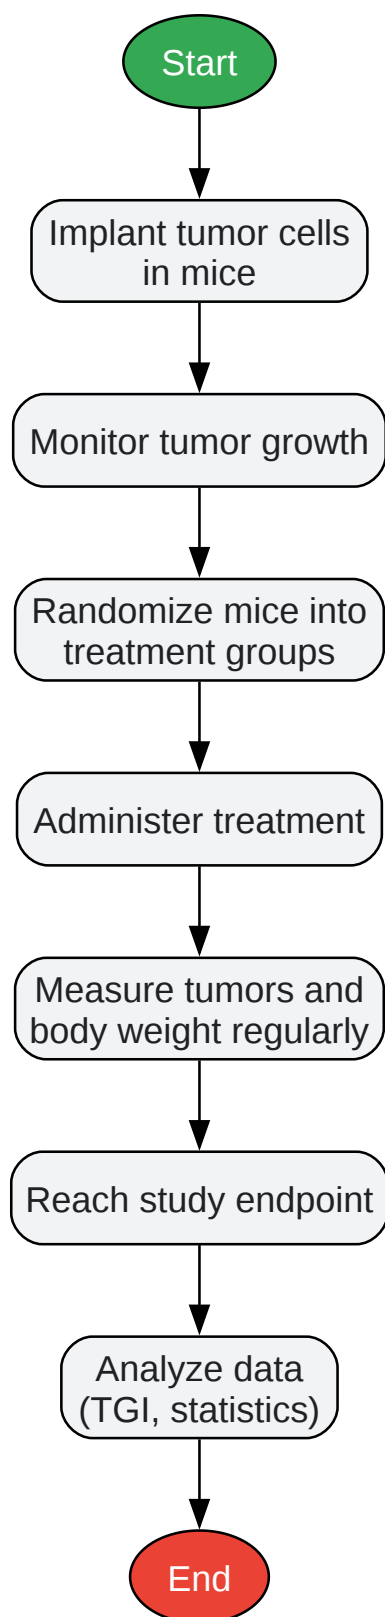 Start
Implant tumor cells
in mice
Monitor tumor growth
Randomize mice into
treatment groups
Administer treatment
Measure tumors and
body weight regularly
Reach study endpoint
Analyze data
(TGI, statistics)
End